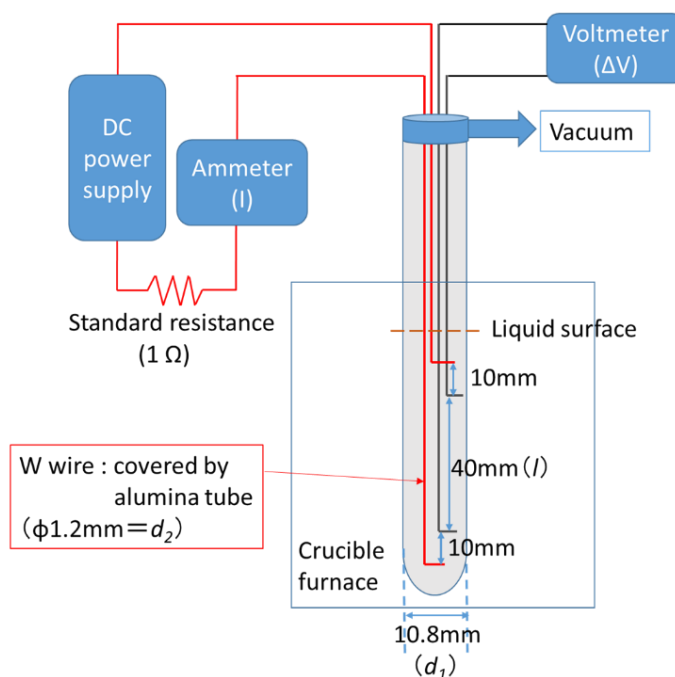 Voltmeter
(ΔV)
DC
power
supply
Ammeter
(I)
Vacuum
Standard resistance
(1 Ω)
Liquid surface
10mm
W wire : covered by
alumina tube
(φ1.2mm＝d₂)
40mm(l)
10mm
Crucible
furnace
10.8mm
(d₁)